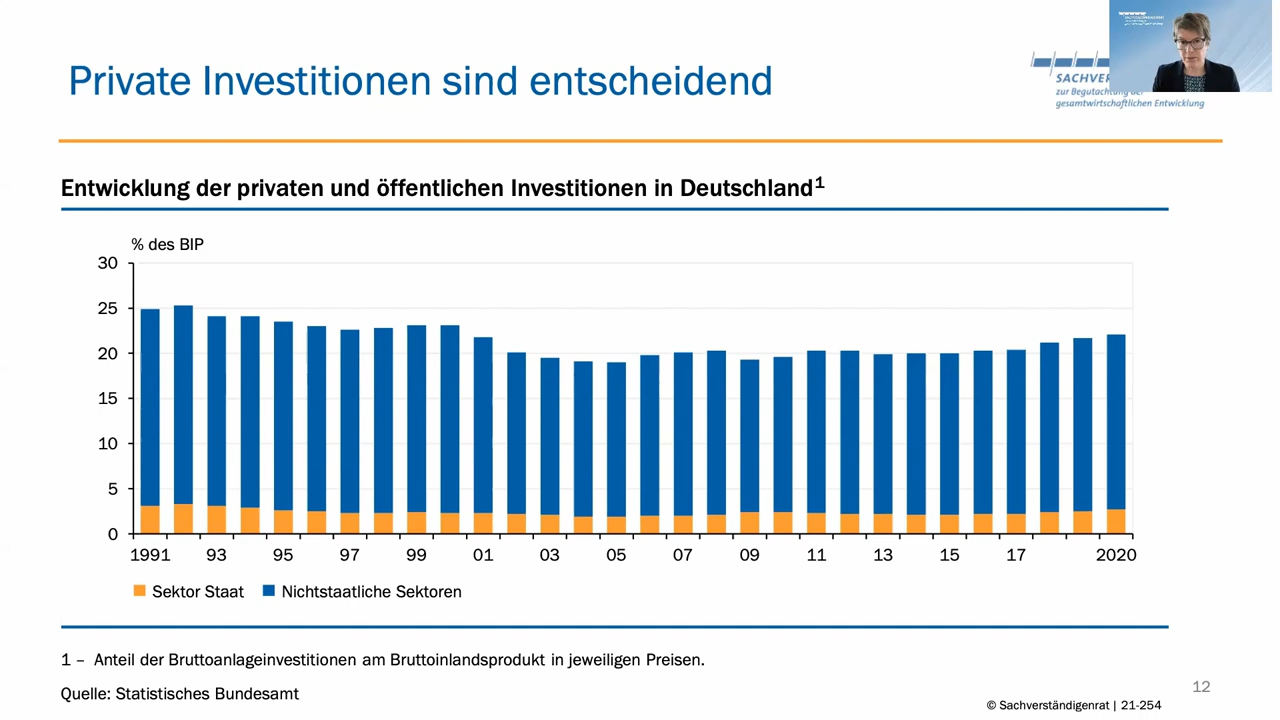 Private Investitionen sind entscheidend
zur Begutachtung der
gesamtwirtschaftlichen Entwicklung
Entwicklung der privaten und öffentlichen Investitionen in Deutschland¹
% des BIP
30
25
20
15
10
5
0
1991 93 95 97 99 01 03 05 07 09 11 13 15 17 2020
Sektor Staat Nichtstaatliche Sektoren
1 – Anteil der Bruttoanlageinvestitionen am Bruttoinlandsprodukt in jeweiligen Preisen.
Quelle: Statistisches Bundesamt
12
© Sachverständigenrat | 21-254